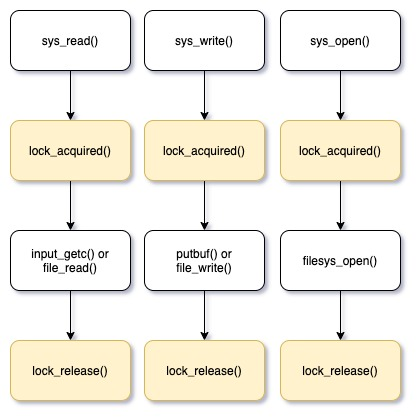 sys_read()
sys_write()
sys_open()
lock_acquired()
lock_acquired()
lock_acquired()
input_getc() or
file_read()
putbuf() or
file_write()
filesys_open()
lock_release()
lock_release()
lock_release()